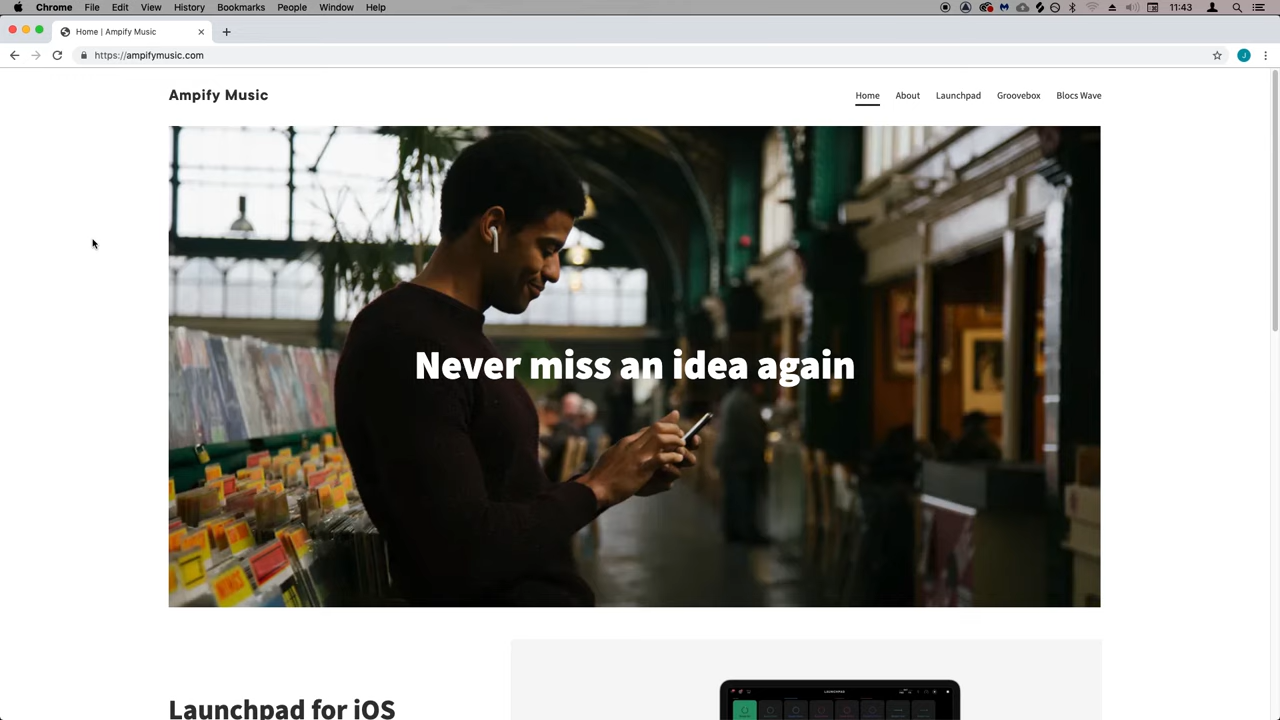 Chrome File Edit View History Bookmarks People Window Help 11:43
Home | Ampify Music
https://ampifymusic.com J
Ampify Music Home About Launchpad Groovebox Blocs Wave
Never miss an idea again
Launchpad for iOS
LAUNCHPAD